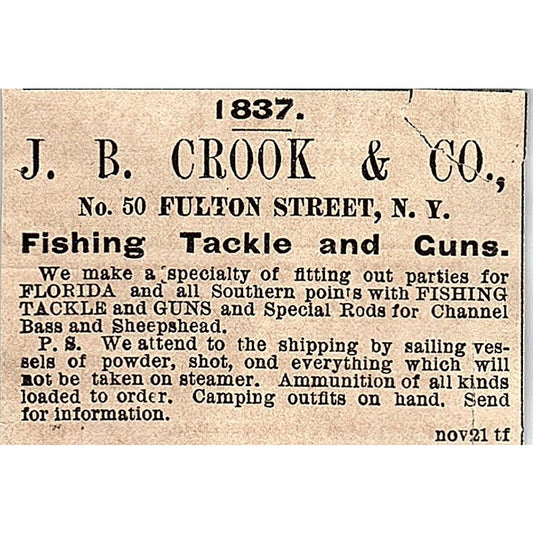 1837.
J. B. CROOK & CO.,
No. 50 FULTON STREET, N. Y.
Fishing Tackle and Guns.
We make a specialty of fitting out parties for
FLORIDA and all Southern points with FISHING
TACKLE and GUNS and Special Rods for Channel
Bass and Sheepshead.
P. S. We attend to the shipping by sailing ves-
sels of powder, shot, ond everything which will
not be taken on steamer. Ammunition of all kinds
loaded to order. Camping outfits on hand. Send
for information.
nov21 tf